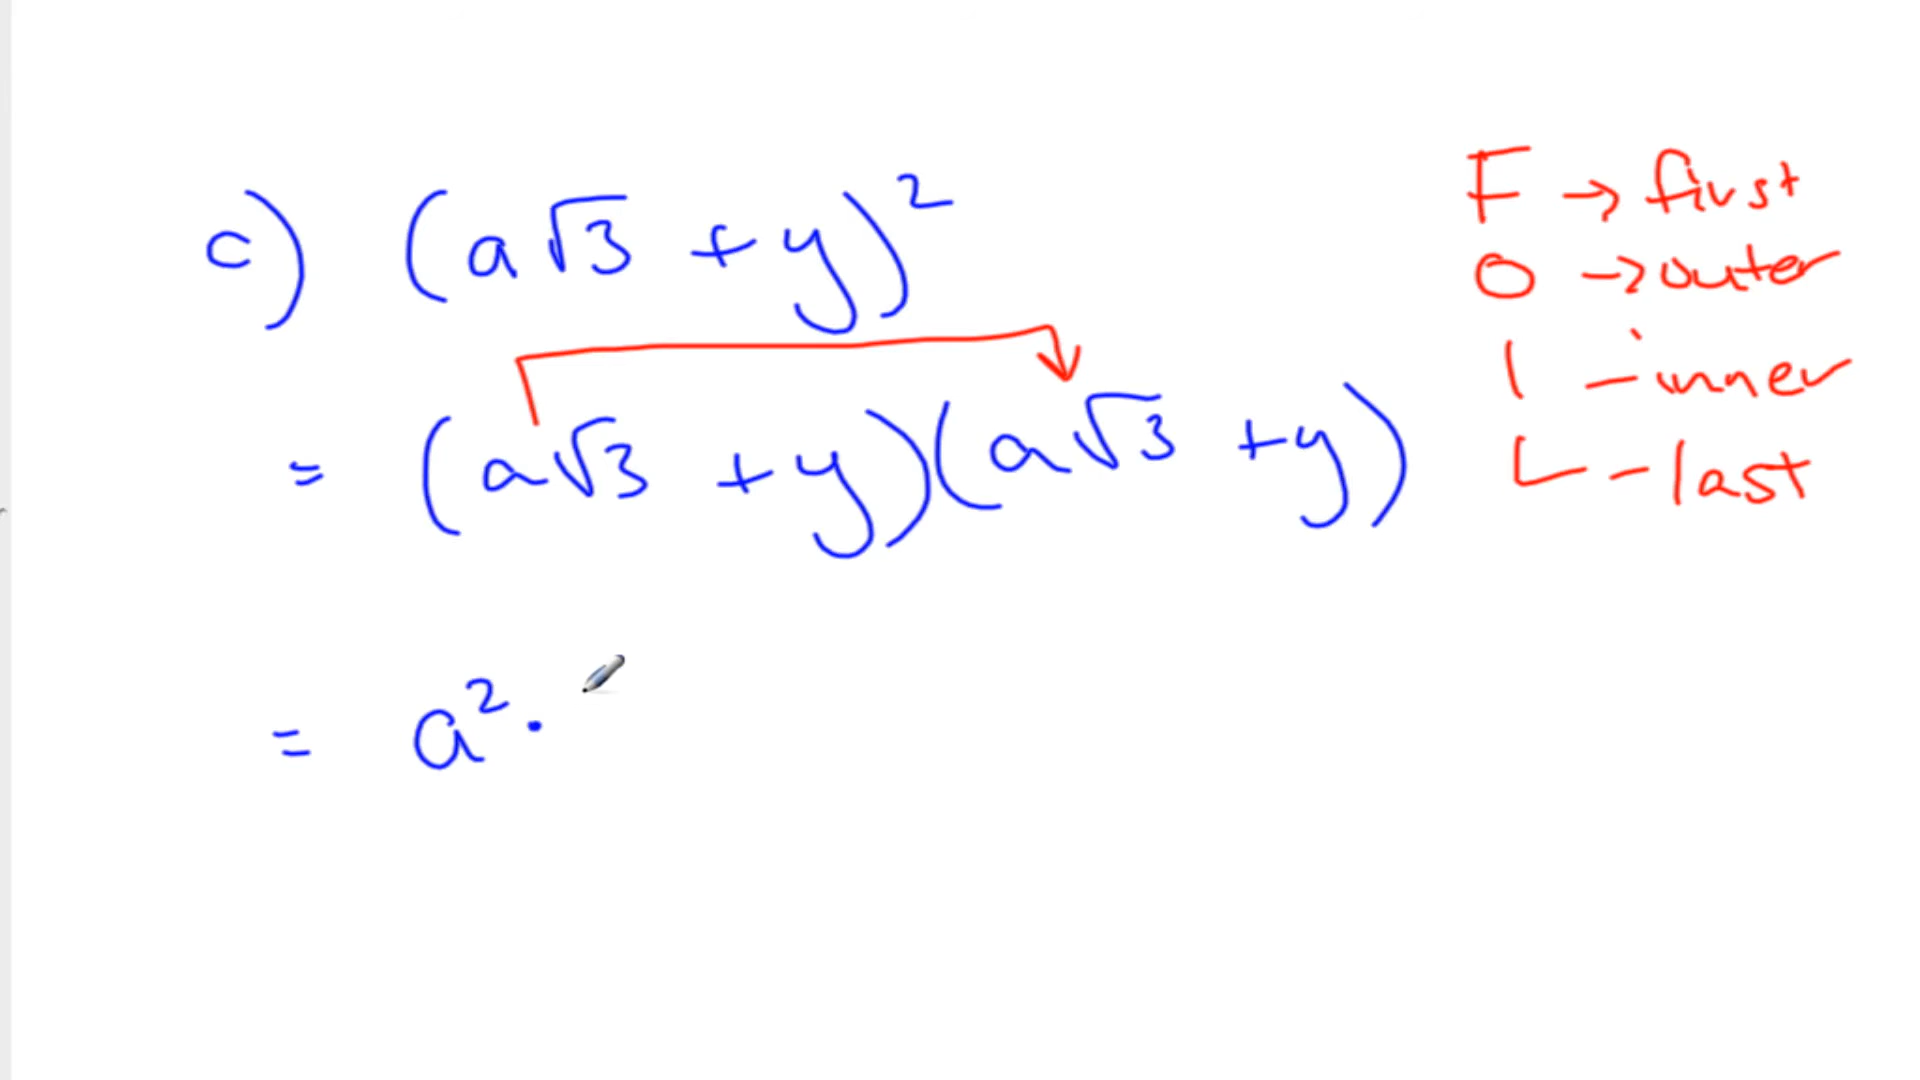 c) (a√3 + y)²
= (a√3 + y)(a√3 + y)
= a² ·
F → first
O → outer
I – inner
L – last